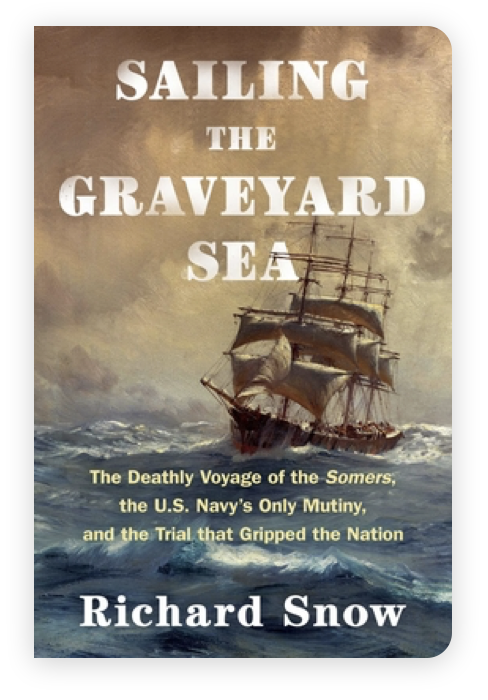 SAILING
THE
GRAVEYARD
SEA
The Deathly Voyage of the Somers,
the U.S. Navy's Only Mutiny,
and the Trial that Gripped the Nation
Richard Snow